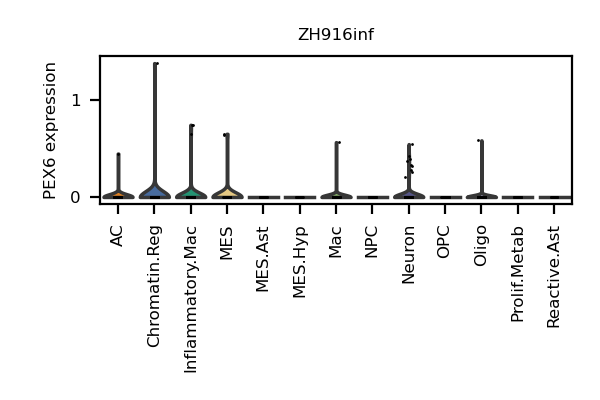 ZH916inf
PEX6 expression
1
0
AC
Chromatin.Reg
Inflammatory.Mac
MES
MES.Ast
MES.Hyp
Mac
NPC
Neuron
OPC
Oligo
Prolif.Metab
Reactive.Ast